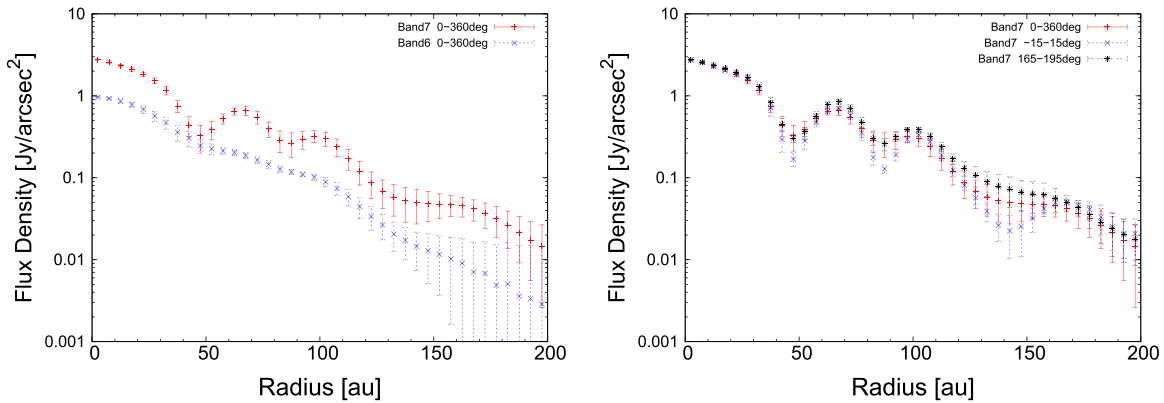 Band7 0-360deg
Band6 0-360deg
Flux Density [Jy/arcsec2]
10
1
0.1
0.01
0.001
0 50 100 150 200
Radius [au]
Band7 0-360deg
Band7 -15-15deg
Band7 165-195deg
Flux Density [Jy/arcsec2]
10
1
0.1
0.01
0.001
0 50 100 150 200
Radius [au]